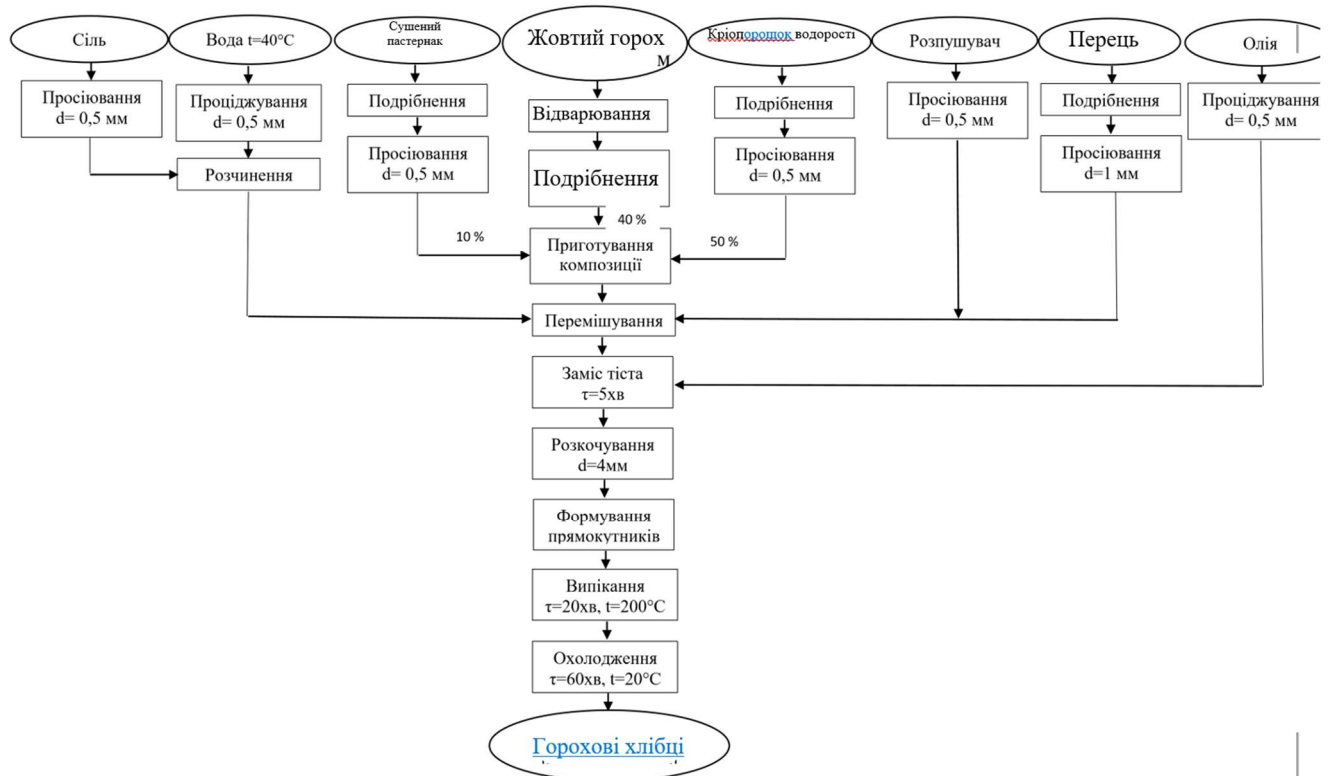 Сіль
Вода t=40°C
Сушений
пастернак
Жовтий горох
м
Кріопорошок водорості
Розпушувач
Перець
Олія
Просіювання
d= 0,5 мм
Проціджування
d= 0,5 мм
Подрібнення
Відварювання
Подрібнення
Просіювання
d= 0,5 мм
Подрібнення
Проціджування
d= 0,5 мм
Розчинення
Просіювання
d= 0,5 мм
Подрібнення
Просіювання
d= 0,5 мм
Просіювання
d=1 мм
10 %
40 %
50 %
Приготування
композиції
Перемішування
Заміс тіста
τ=5хв
Розкочування
d=4мм
Формування
прямокутників
Випікання
τ=20хв, t=200°C
Охолодження
τ=60хв, t=20°C
Горохові хлібці